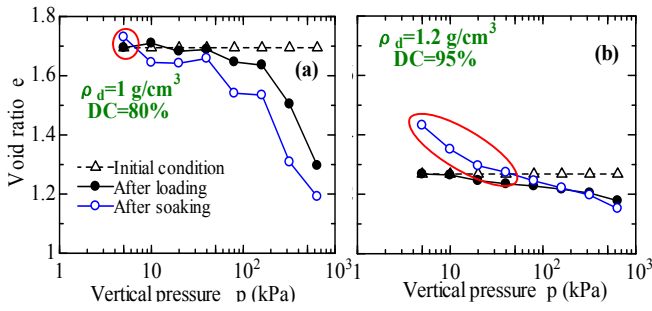 1.8
1.6
1.4
1.2
1
Void ratio e
(a)
ρd=1 g/cm³
DC=80%
Initial condition
After loading
After soaking
1 10 100 10³
Vertical pressure p (kPa)
(b)
ρd=1.2 g/cm³
DC=95%
1 10 100 10³
Vertical pressure p (kPa)